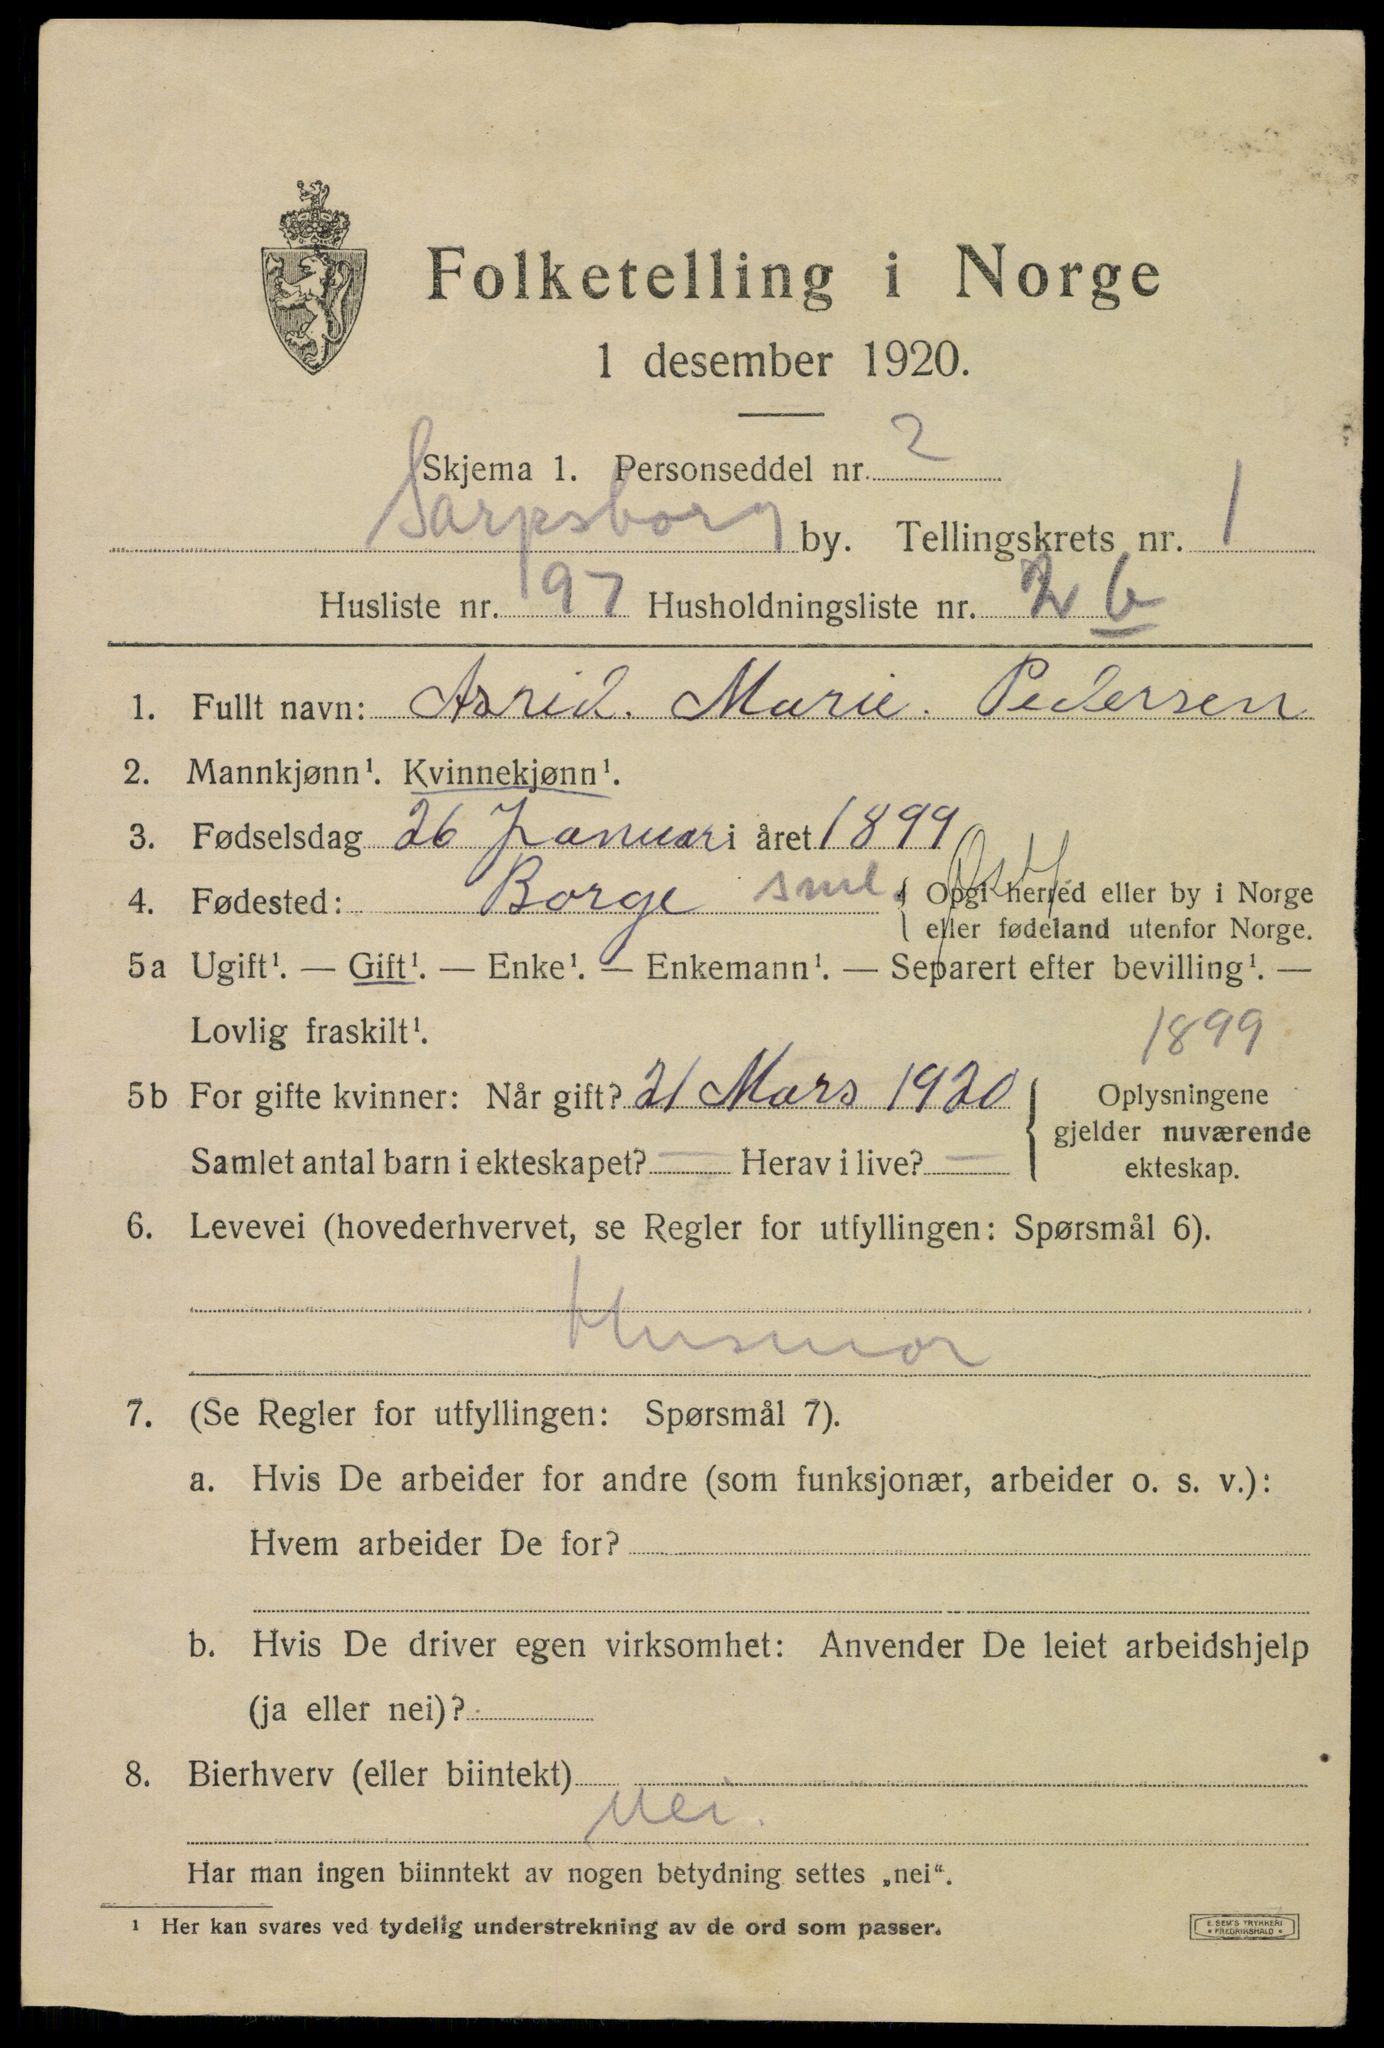 Folketelling i Norge
1 desember 1920.
Skjema 1. Personseddel nr. 2
Sarpsborg by. Tellingskrets nr. 1
Husliste nr. 97 Husholdningsliste nr. 2 b
1. Fullt navn: Asrid. Marie. Pedersen
2. Mannkjønn¹. Kvinnekjønn¹.
3. Fødselsdag 26 Januari året 1899
4. Fødested: Borge sml. { Opgi herred eller by i Norge
eller fødeland utenfor Norge.
5a Ugift¹. — Gift¹. — Enke¹. — Enkemann¹. — Separert efter bevilling¹. —
Lovlig fraskilt¹.
1899
5b For gifte kvinner: Når gift? 21 Mars 1920
Samlet antal barn i ekteskapet? — Herav i live? —
Oplysningene
gjelder nuværende
ekteskap.
6. Levevei (hovederhvervet, se Regler for utfyllingen: Spørsmål 6).
Husmor
7. (Se Regler for utfyllingen: Spørsmål 7).
a. Hvis De arbeider for andre (som funksjonær, arbeider o. s. v.):
Hvem arbeider De for?
b. Hvis De driver egen virksomhet: Anvender De leiet arbeidshjelp
(ja eller nei)?
8. Bierhverv (eller biintekt)
Nei.
Har man ingen biinntekt av nogen betydning settes „nei“.
¹ Her kan svares ved tydelig understrekning av de ord som passer.
E. SEM'S TRYKKERI
* FREDRIKSHALD *